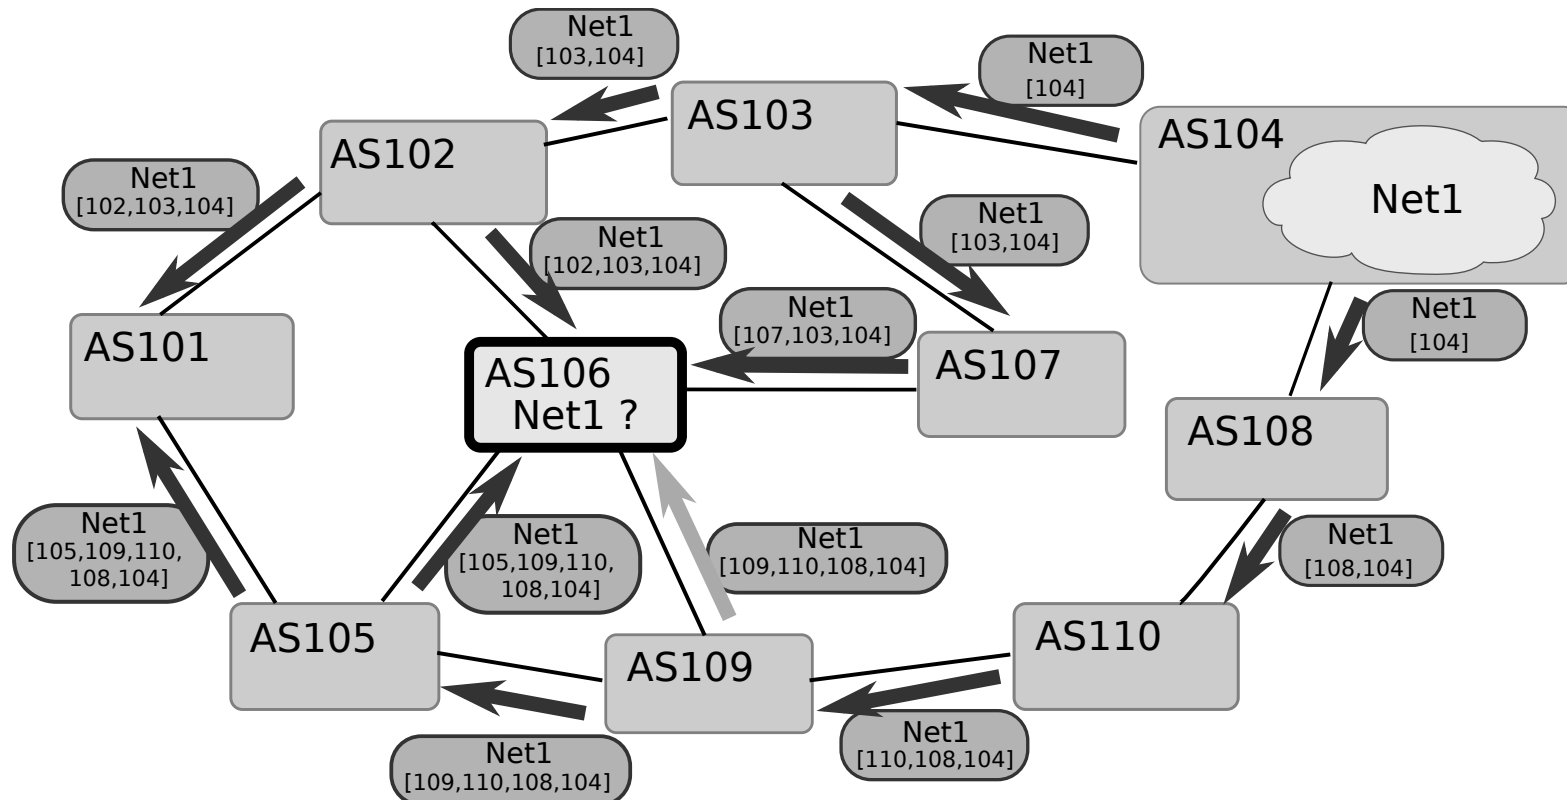 Net1
[103,104]
Net1
[104]
AS103
AS104
AS102
Net1
[102,103,104]
Net1
Net1
[103,104]
Net1
[102,103,104]
Net1
[107,103,104]
Net1
[104]
AS101
AS106
Net1 ?
AS107
AS108
Net1
[105,109,110,
108,104]
Net1
[105,109,110,
108,104]
Net1
[109,110,108,104]
Net1
[108,104]
AS105
AS109
AS110
Net1
[109,110,108,104]
Net1
[110,108,104]